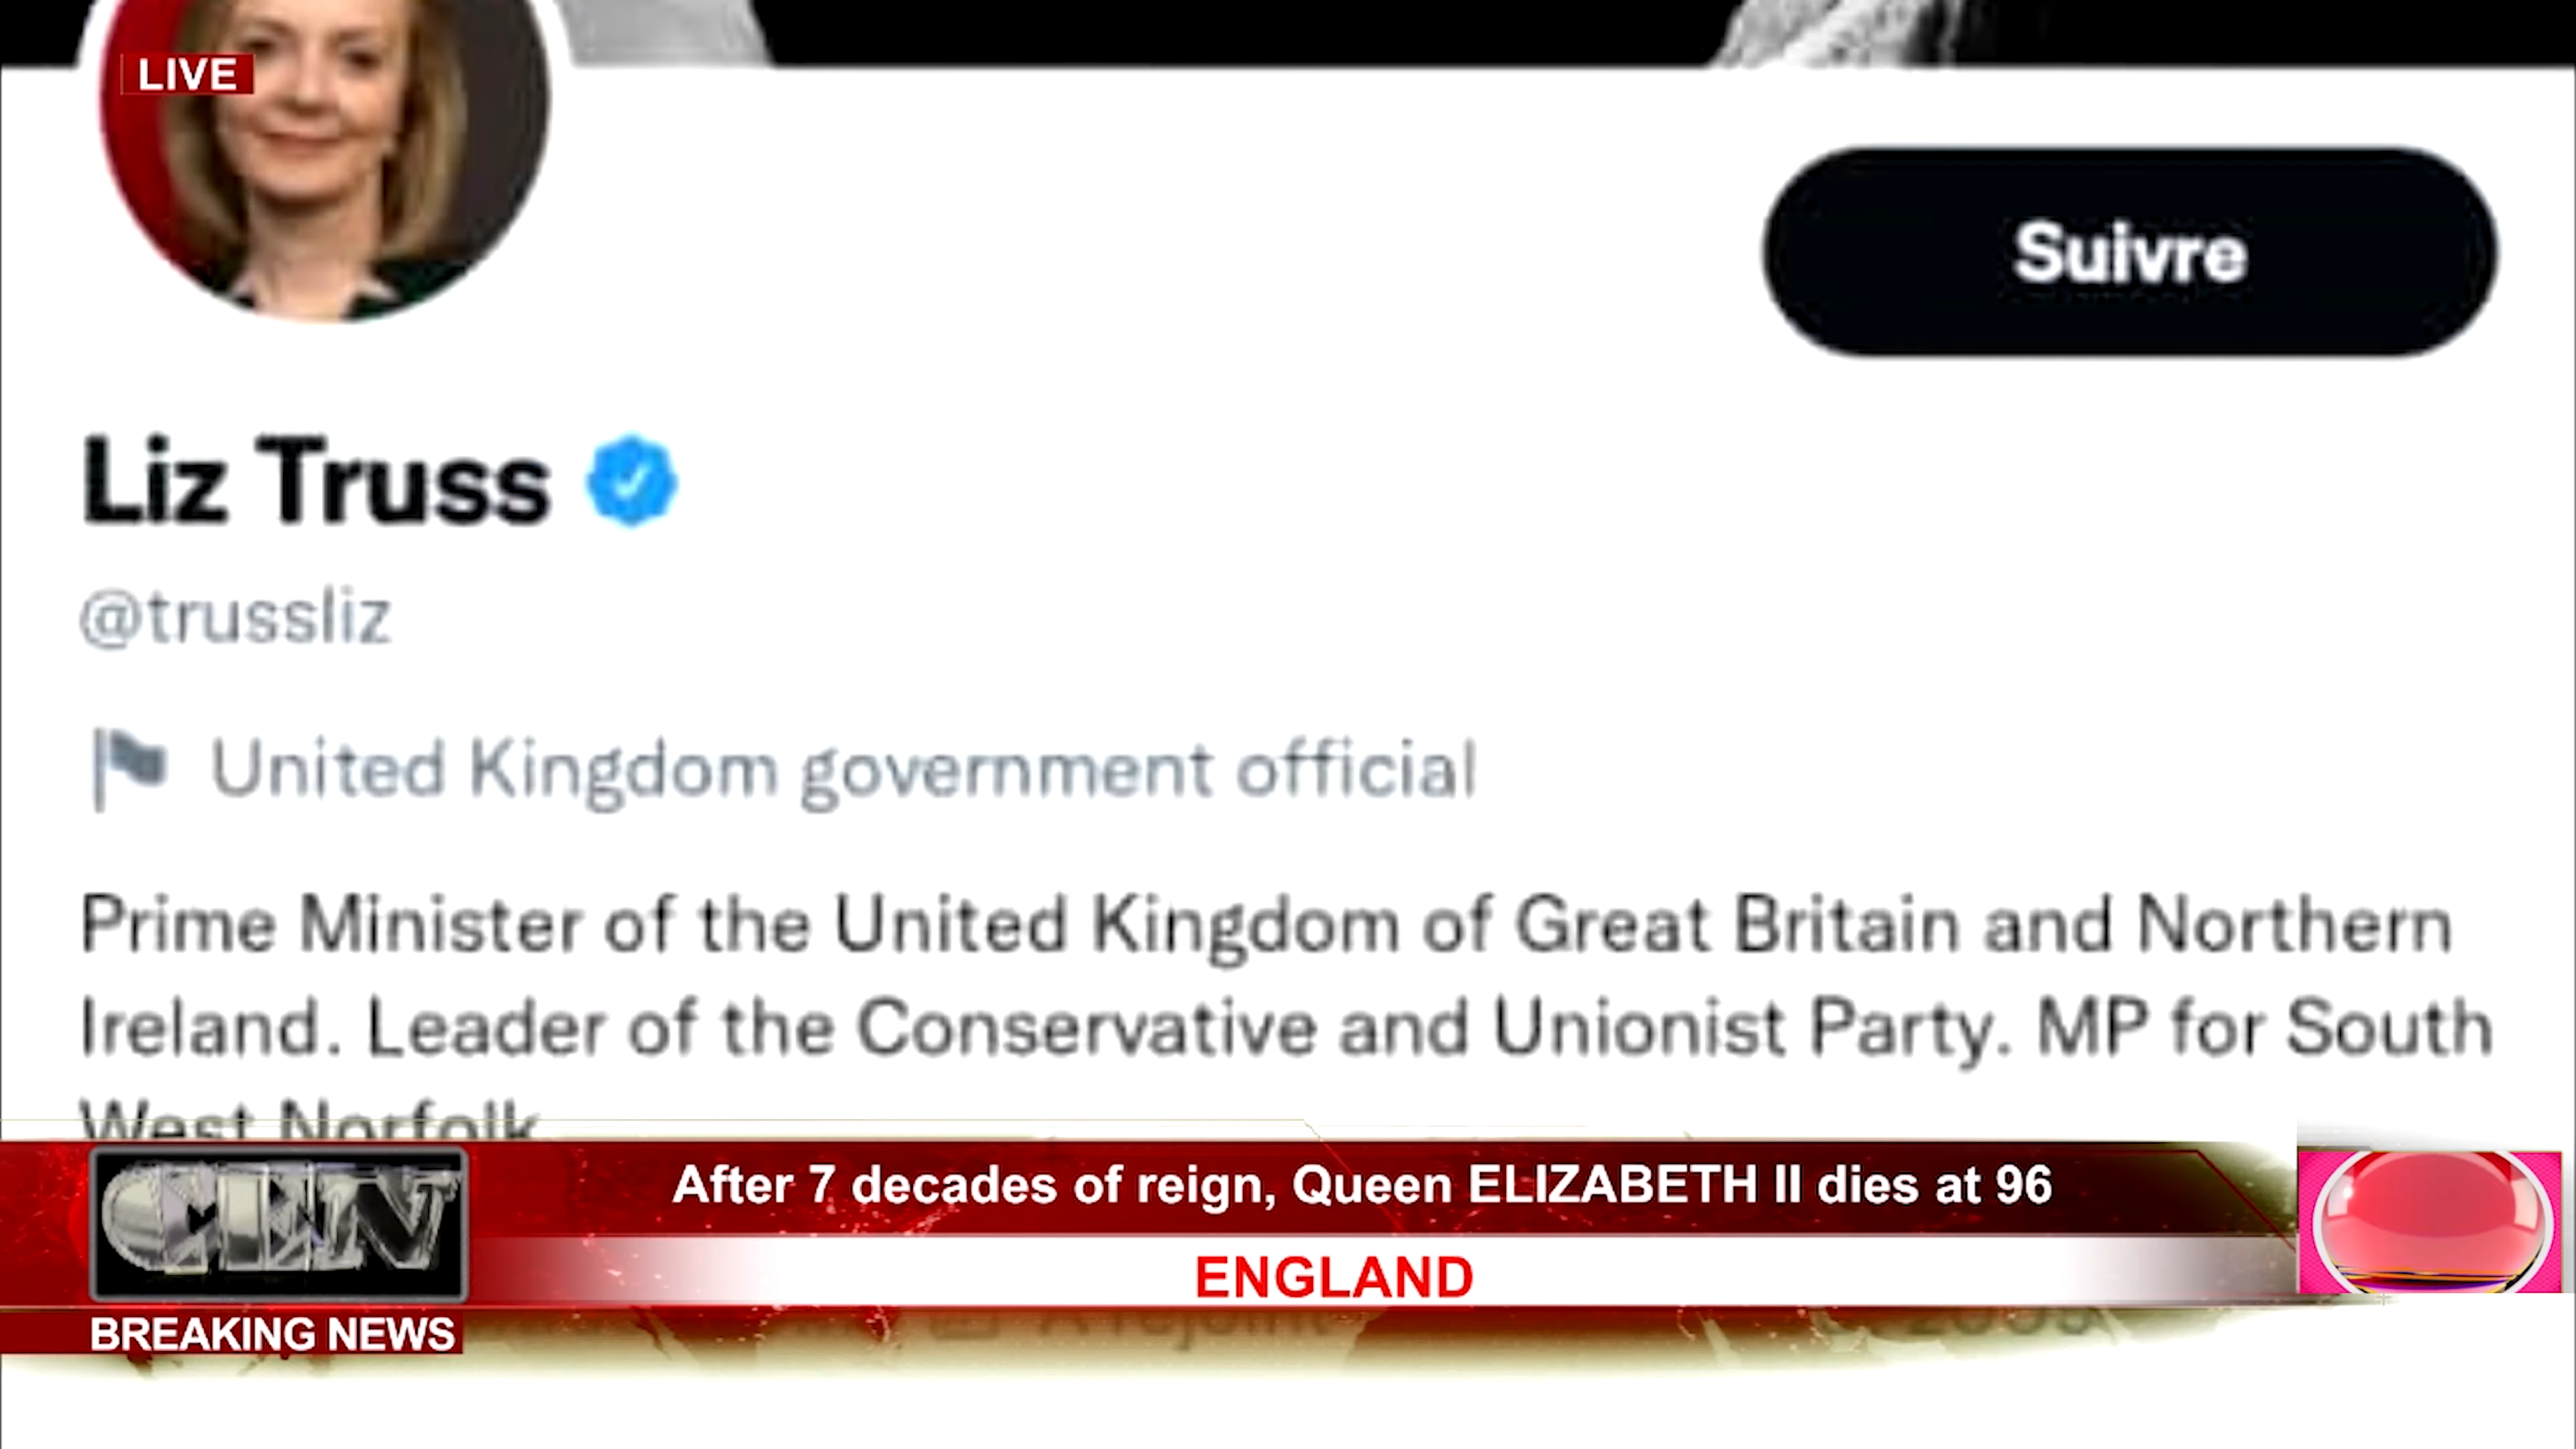 LIVE
Suivre
Liz Truss
@trussliz
United Kingdom government official
Prime Minister of the United Kingdom of Great Britain and Northern
Ireland. Leader of the Conservative and Unionist Party. MP for South
West Norfolk
After 7 decades of reign, Queen ELIZABETH II dies at 96
ENGLAND
BREAKING NEWS